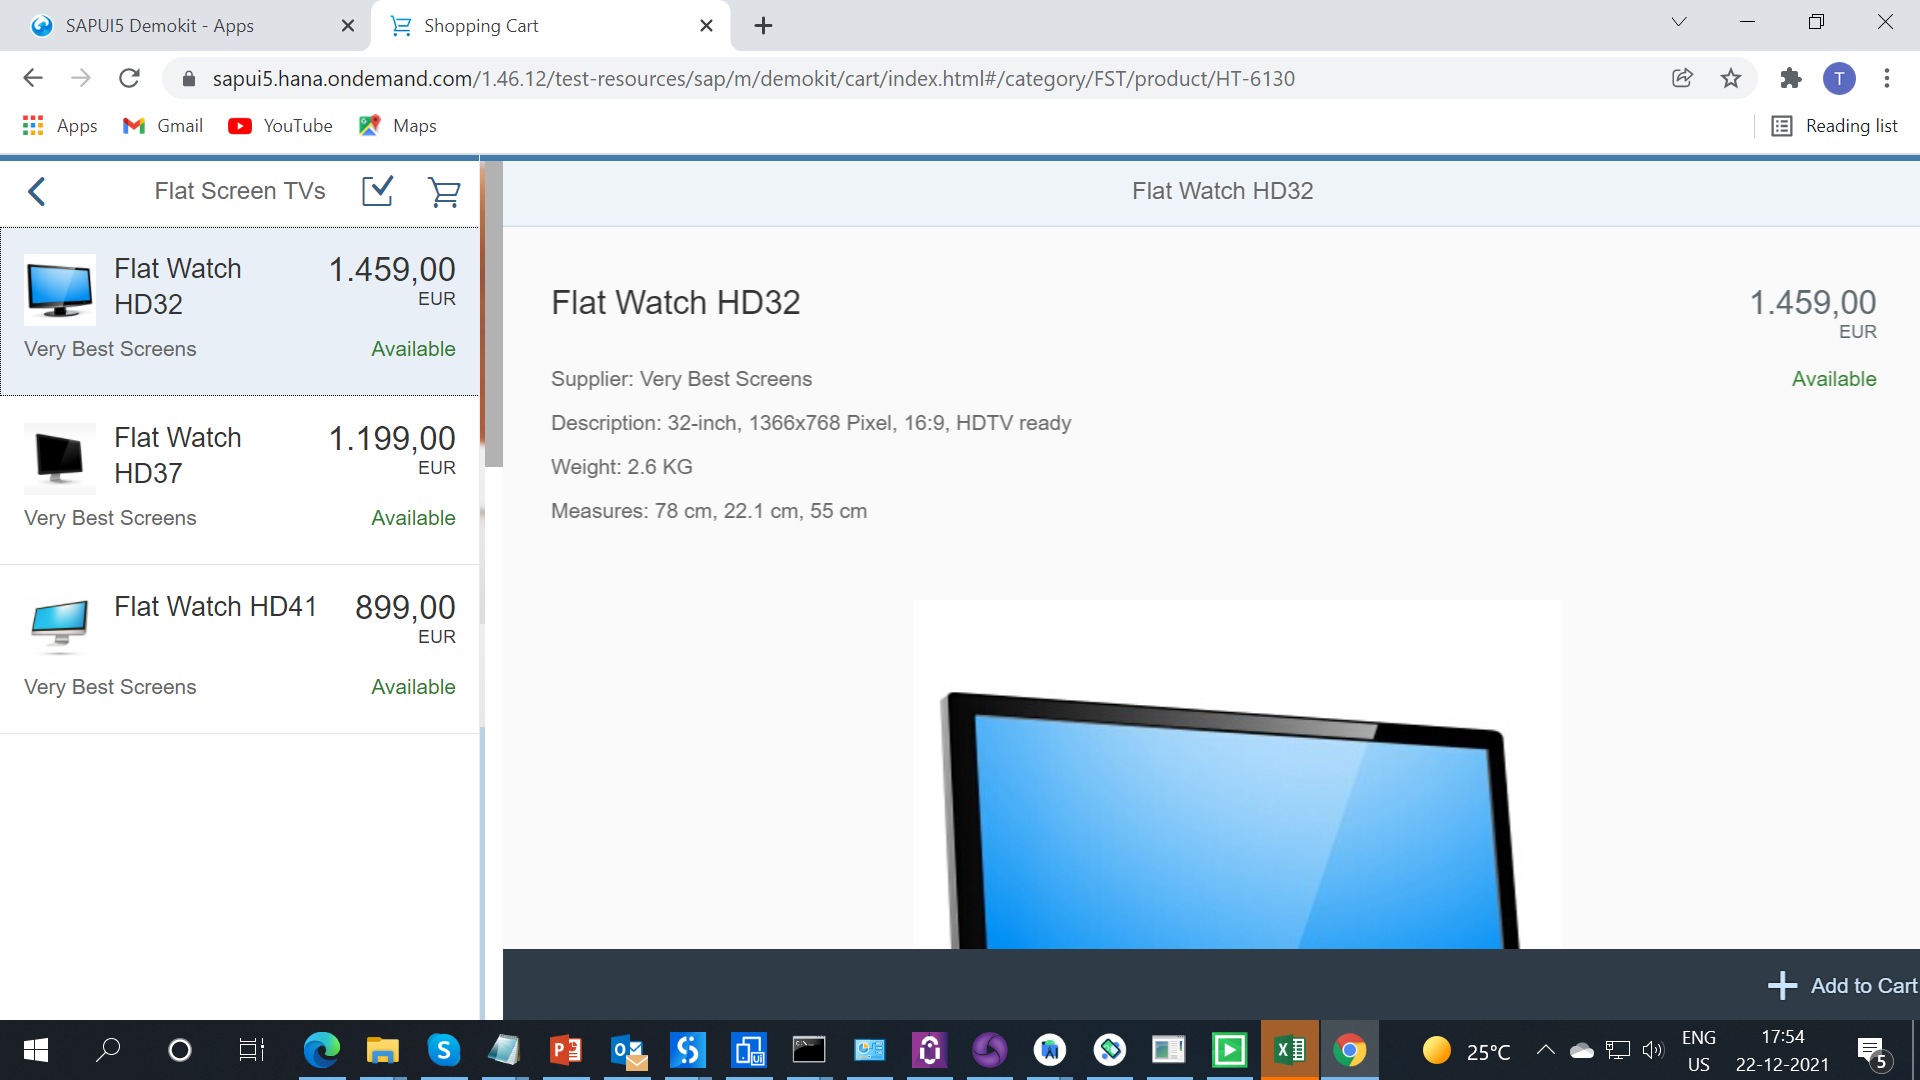 SAPUI5 Demokit - Apps
Shopping Cart
sapui5.hana.ondemand.com/1.46.12/test-resources/sap/m/demokit/cart/index.html#/category/FST/product/HT-6130
T
Apps
Gmail
YouTube
Maps
Reading list
Flat Screen TVs
Flat Watch HD32
Flat Watch
HD32
1.459,00
EUR
Very Best Screens
Available
Flat Watch
HD37
1.199,00
EUR
Very Best Screens
Available
Flat Watch HD41
899,00
EUR
Very Best Screens
Available
Flat Watch HD32
1.459,00
EUR
Supplier: Very Best Screens
Available
Description: 32-inch, 1366x768 Pixel, 16:9, HDTV ready
Weight: 2.6 KG
Measures: 78 cm, 22.1 cm, 55 cm
Add to Cart
25°C
ENG
US
17:54
22-12-2021
5